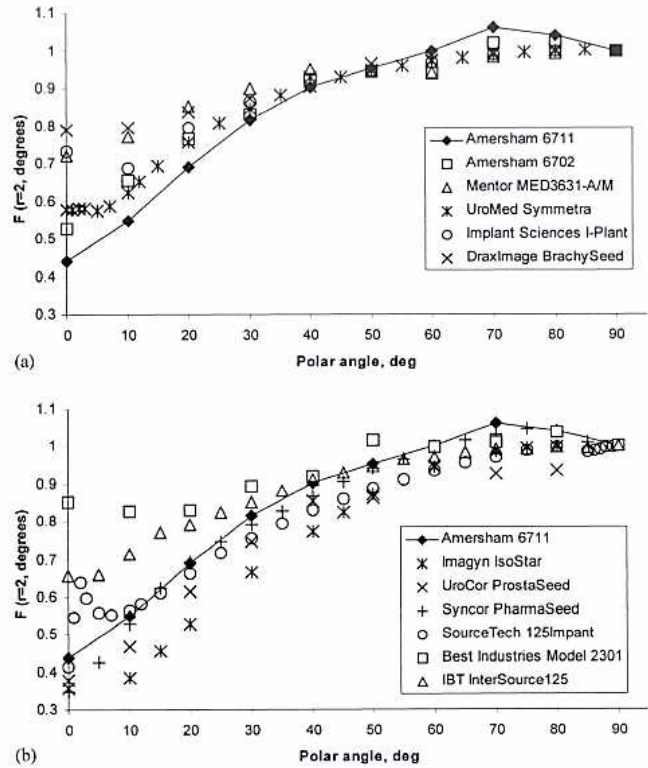 1.1
1
0.9
0.8
0.7
0.6
0.5
0.4
0.3
F (r=2, degrees)
Amersham 6711
Amersham 6702
Mentor MED3631-A/M
UroMed Symmetra
Implant Sciences I-Plant
DraxImage BrachySeed
0 10 20 30 40 50 60 70 80 90
Polar angle, deg
(a)
1.1
1
0.9
0.8
0.7
0.6
0.5
0.4
0.3
F (r=2, degrees)
Amersham 6711
Imagyn IsoStar
UroCor ProstaSeed
Syncor PharmaSeed
SourceTech 125Impant
Best Industries Model 2301
IBT InterSource125
0 10 20 30 40 50 60 70 80 90
Polar angle, deg
(b)